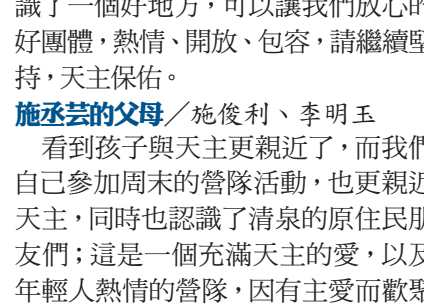 識了一個好地方，可以讓我們放心的
好團體，熱情、開放、包容，請繼續堅
持，天主保佑。
施丞芸的父母／施俊利、李明玉
看到孩子與天主更親近了，而我們
自己參加周末的營隊活動，也更親近
天主，同時也認識了清泉的原住民朋
友們；這是一個充滿天主的愛，以及
年輕人熱情的營隊，因有主愛而歡聚